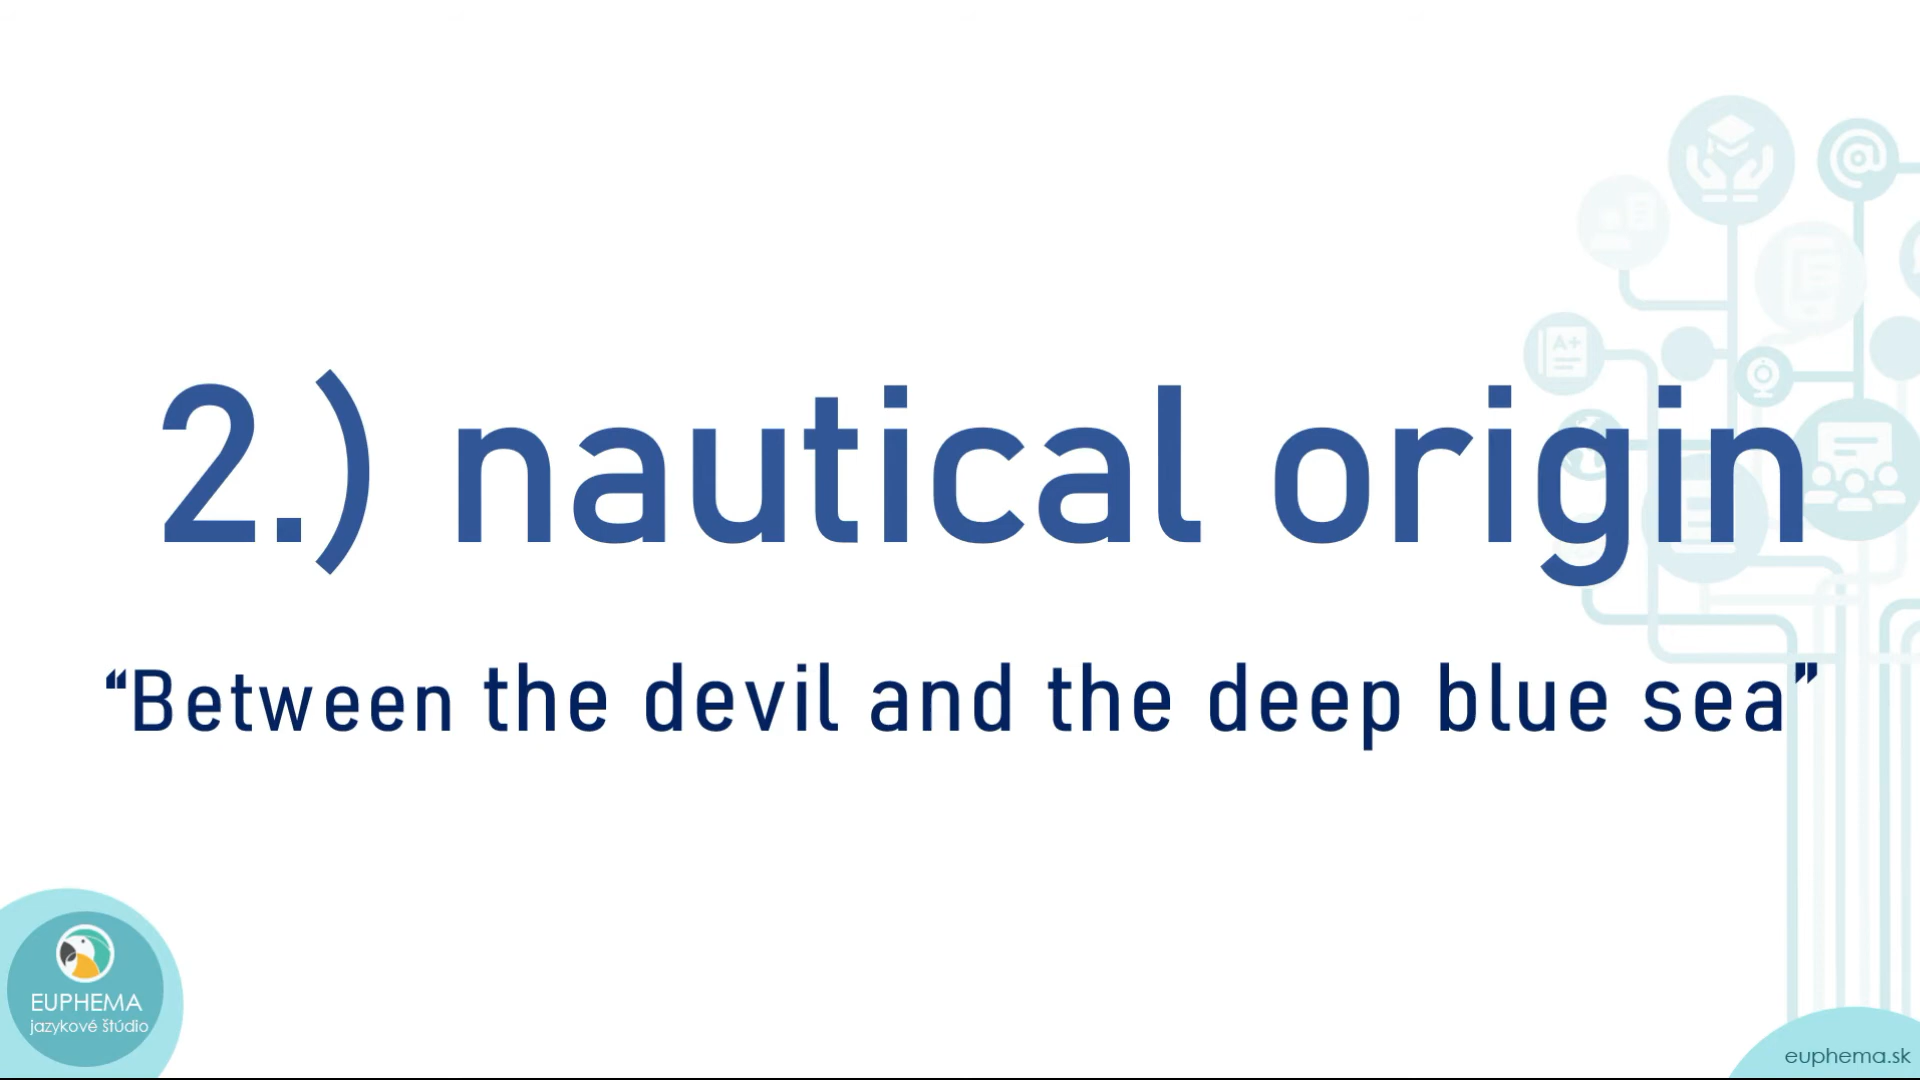 2.) nautical origin
“Between the devil and the deep blue sea”
A+
@
EUPHEMA
jazykové štúdio
euphema.sk